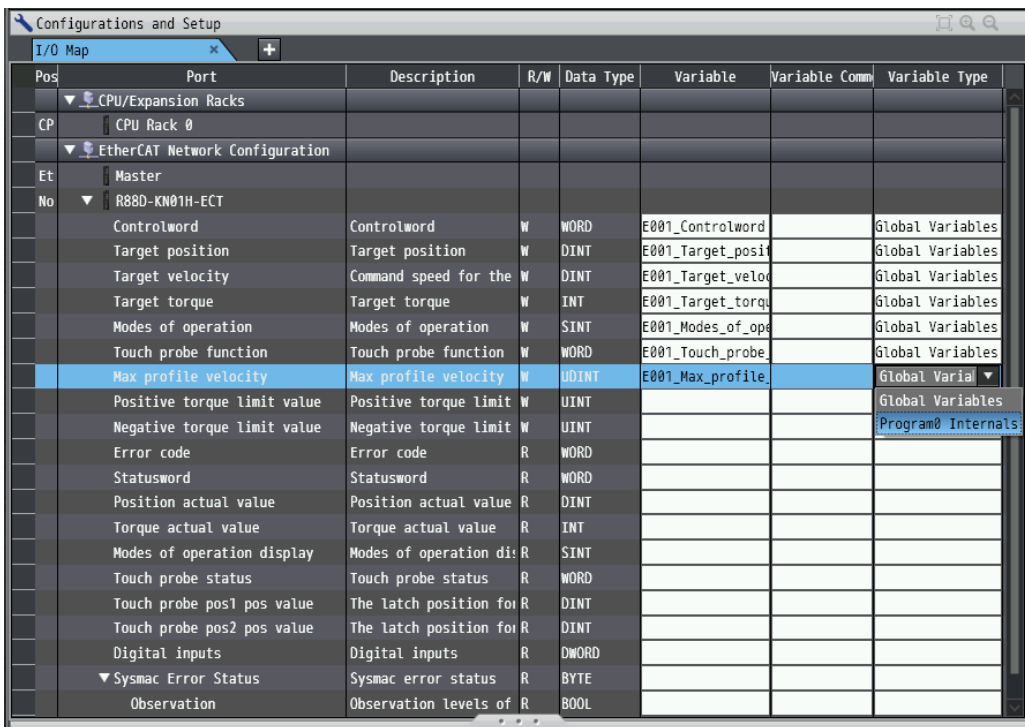 Configurations and Setup
I/O Map
Pos Port Description R/W Data Type Variable Variable Comm Variable Type
CPU/Expansion Racks
CP CPU Rack 0
EtherCAT Network Configuration
Et Master
No R88D-KN01H-ECT
Controlword Controlword W WORD E001_Controlword Global Variables
Target position Target position W DINT E001_Target_posit Global Variables
Target velocity Command speed for the W DINT E001_Target_veloc Global Variables
Target torque Target torque W INT E001_Target_torqu Global Variables
Modes of operation Modes of operation W SINT E001_Modes_of_ope Global Variables
Touch probe function Touch probe function W WORD E001_Touch_probe_ Global Variables
Max profile velocity Max profile velocity W UDINT E001_Max_profile_ Global Varial
Positive torque limit value Positive torque limit W UINT Global Variables
Negative torque limit value Negative torque limit W UINT Program0 Internals
Error code Error code R WORD
Statusword Statusword R WORD
Position actual value Position actual value R DINT
Torque actual value Torque actual value R INT
Modes of operation display Modes of operation dis R SINT
Touch probe status Touch probe status R WORD
Touch probe pos1 pos value The latch position for R DINT
Touch probe pos2 pos value The latch position for R DINT
Digital inputs Digital inputs R DWORD
Sysmac Error Status Sysmac error status R BYTE
Observation Observation levels of R BOOL